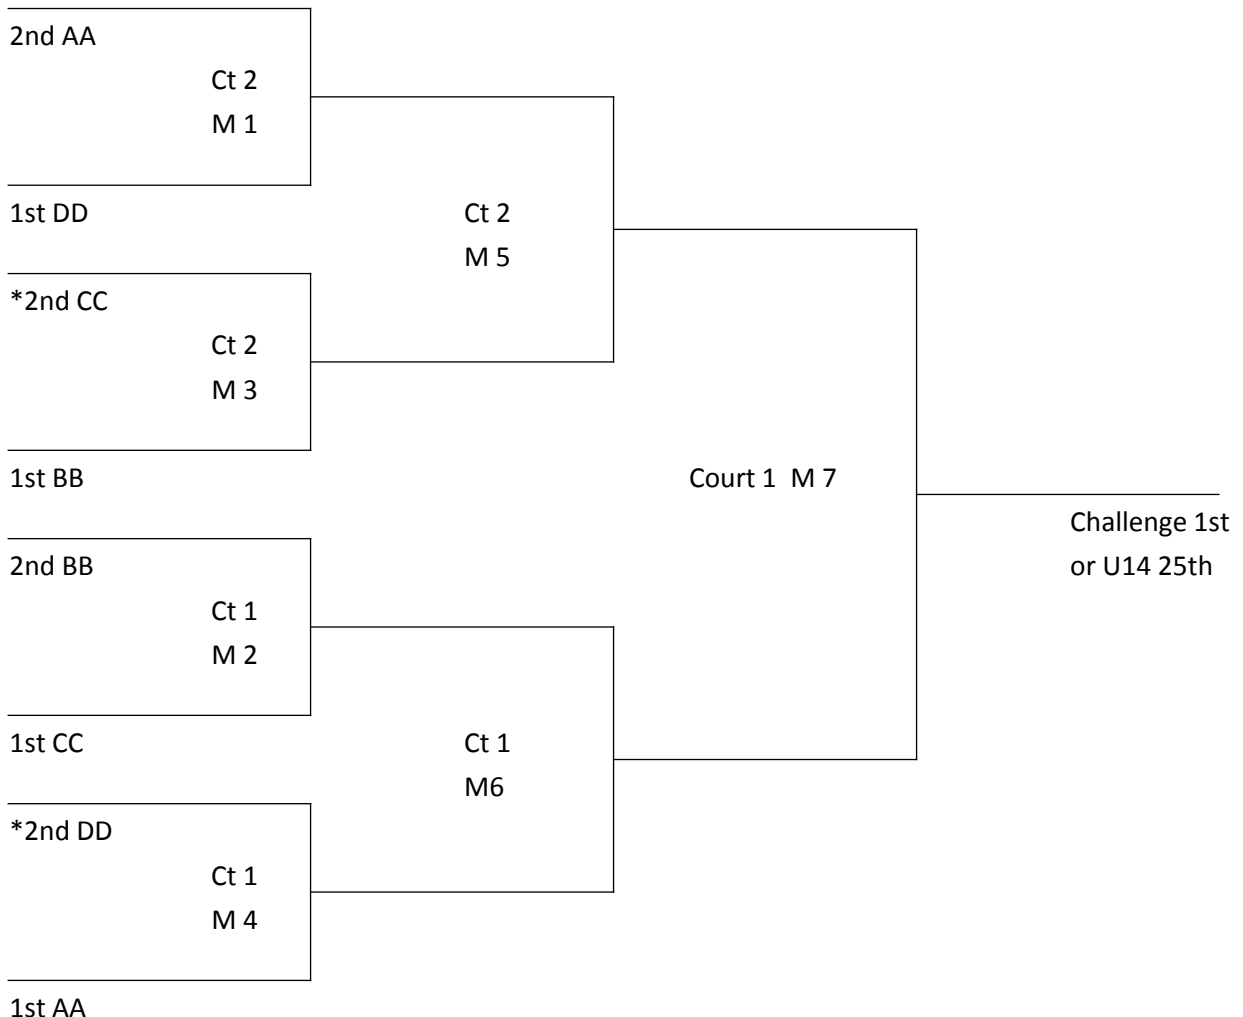 2nd AA
Ct 2
M 1
1st DD
Ct 2
M 5
*2nd CC
Ct 2
M 3
1st BB
Court 1  M 7
Challenge 1st
or U14 25th
2nd BB
Ct 1
M 2
1st CC
Ct 1
M6
*2nd DD
Ct 1
M 4
1st AA